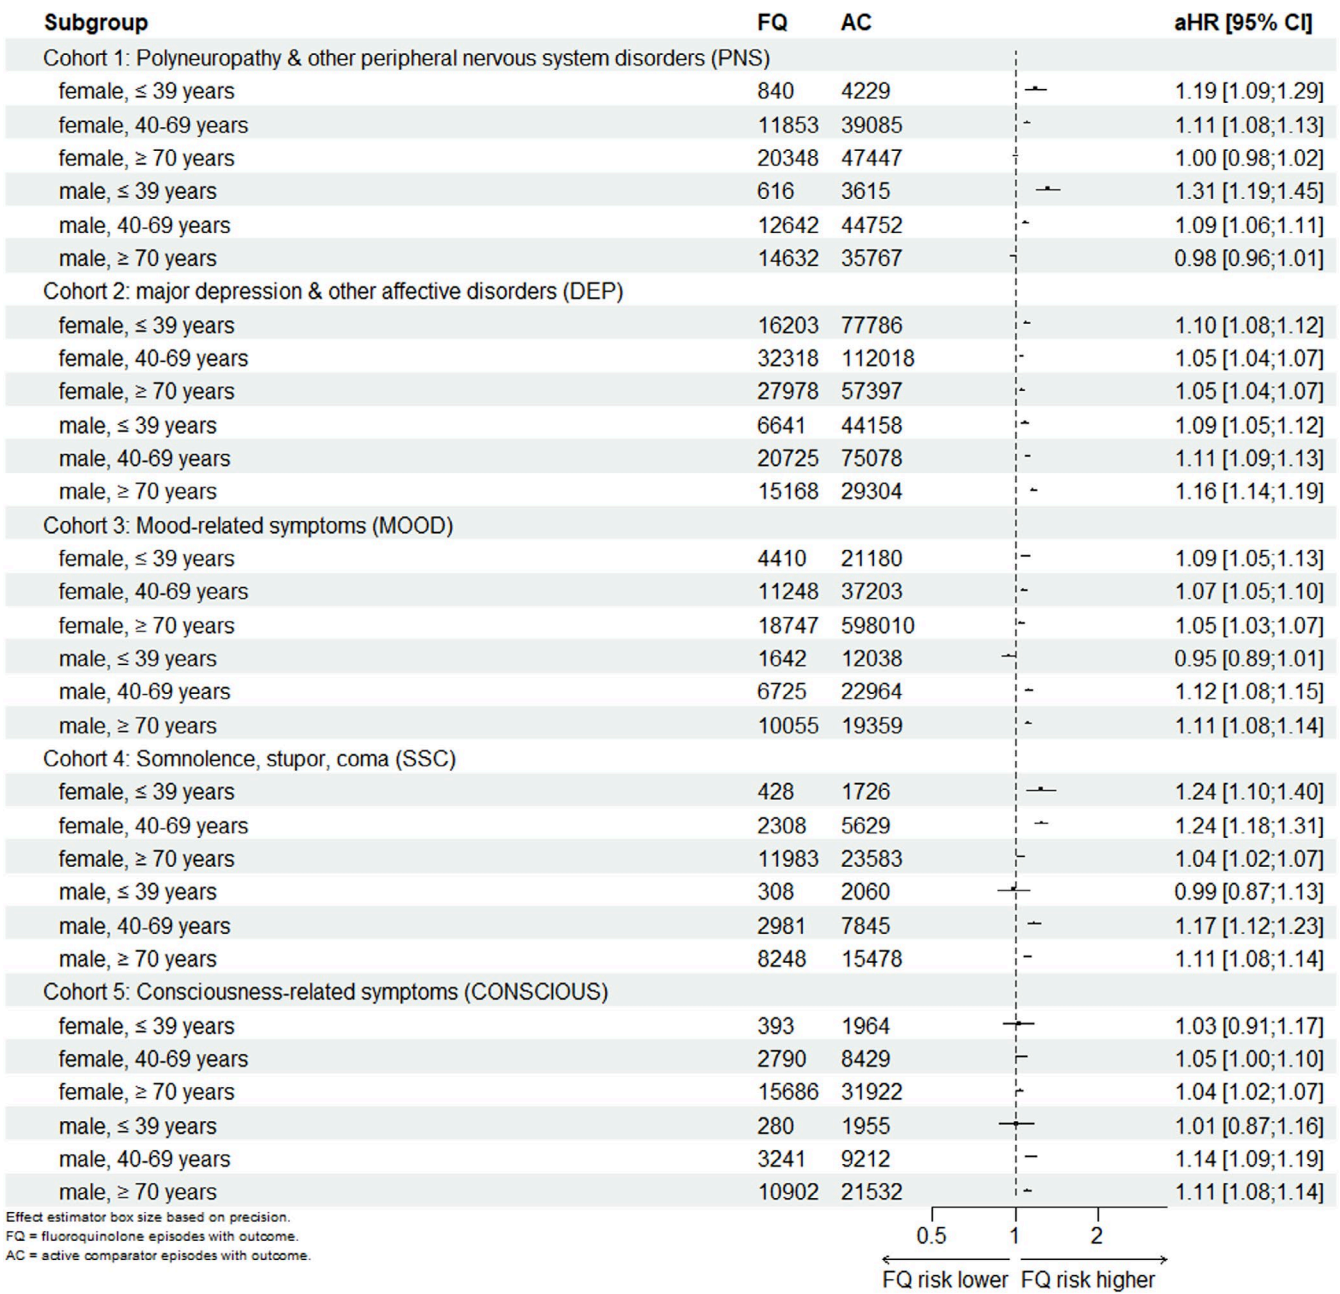 Subgroup FQ AC aHR [95% CI]
Cohort 1: Polyneuropathy & other peripheral nervous system disorders (PNS)
female, ≤ 39 years 840 4229 1.19 [1.09;1.29]
female, 40-69 years 11853 39085 1.11 [1.08;1.13]
female, ≥ 70 years 20348 47447 1.00 [0.98;1.02]
male, ≤ 39 years 616 3615 1.31 [1.19;1.45]
male, 40-69 years 12642 44752 1.09 [1.06;1.11]
male, ≥ 70 years 14632 35767 0.98 [0.96;1.01]
Cohort 2: major depression & other affective disorders (DEP)
female, ≤ 39 years 16203 77786 1.10 [1.08;1.12]
female, 40-69 years 32318 112018 1.05 [1.04;1.07]
female, ≥ 70 years 27978 57397 1.05 [1.04;1.07]
male, ≤ 39 years 6641 44158 1.09 [1.05;1.12]
male, 40-69 years 20725 75078 1.11 [1.09;1.13]
male, ≥ 70 years 15168 29304 1.16 [1.14;1.19]
Cohort 3: Mood-related symptoms (MOOD)
female, ≤ 39 years 4410 21180 1.09 [1.05;1.13]
female, 40-69 years 11248 37203 1.07 [1.05;1.10]
female, ≥ 70 years 18747 598010 1.05 [1.03;1.07]
male, ≤ 39 years 1642 12038 0.95 [0.89;1.01]
male, 40-69 years 6725 22964 1.12 [1.08;1.15]
male, ≥ 70 years 10055 19359 1.11 [1.08;1.14]
Cohort 4: Somnolence, stupor, coma (SSC)
female, ≤ 39 years 428 1726 1.24 [1.10;1.40]
female, 40-69 years 2308 5629 1.24 [1.18;1.31]
female, ≥ 70 years 11983 23583 1.04 [1.02;1.07]
male, ≤ 39 years 308 2060 0.99 [0.87;1.13]
male, 40-69 years 2981 7845 1.17 [1.12;1.23]
male, ≥ 70 years 8248 15478 1.11 [1.08;1.14]
Cohort 5: Consciousness-related symptoms (CONSCIOUS)
female, ≤ 39 years 393 1964 1.03 [0.91;1.17]
female, 40-69 years 2790 8429 1.05 [1.00;1.10]
female, ≥ 70 years 15686 31922 1.04 [1.02;1.07]
male, ≤ 39 years 280 1955 1.01 [0.87;1.16]
male, 40-69 years 3241 9212 1.14 [1.09;1.19]
male, ≥ 70 years 10902 21532 1.11 [1.08;1.14]
Effect estimator box size based on precision.
FQ = fluoroquinolone episodes with outcome.
AC = active comparator episodes with outcome.
0.5 1 2
FQ risk lower FQ risk higher